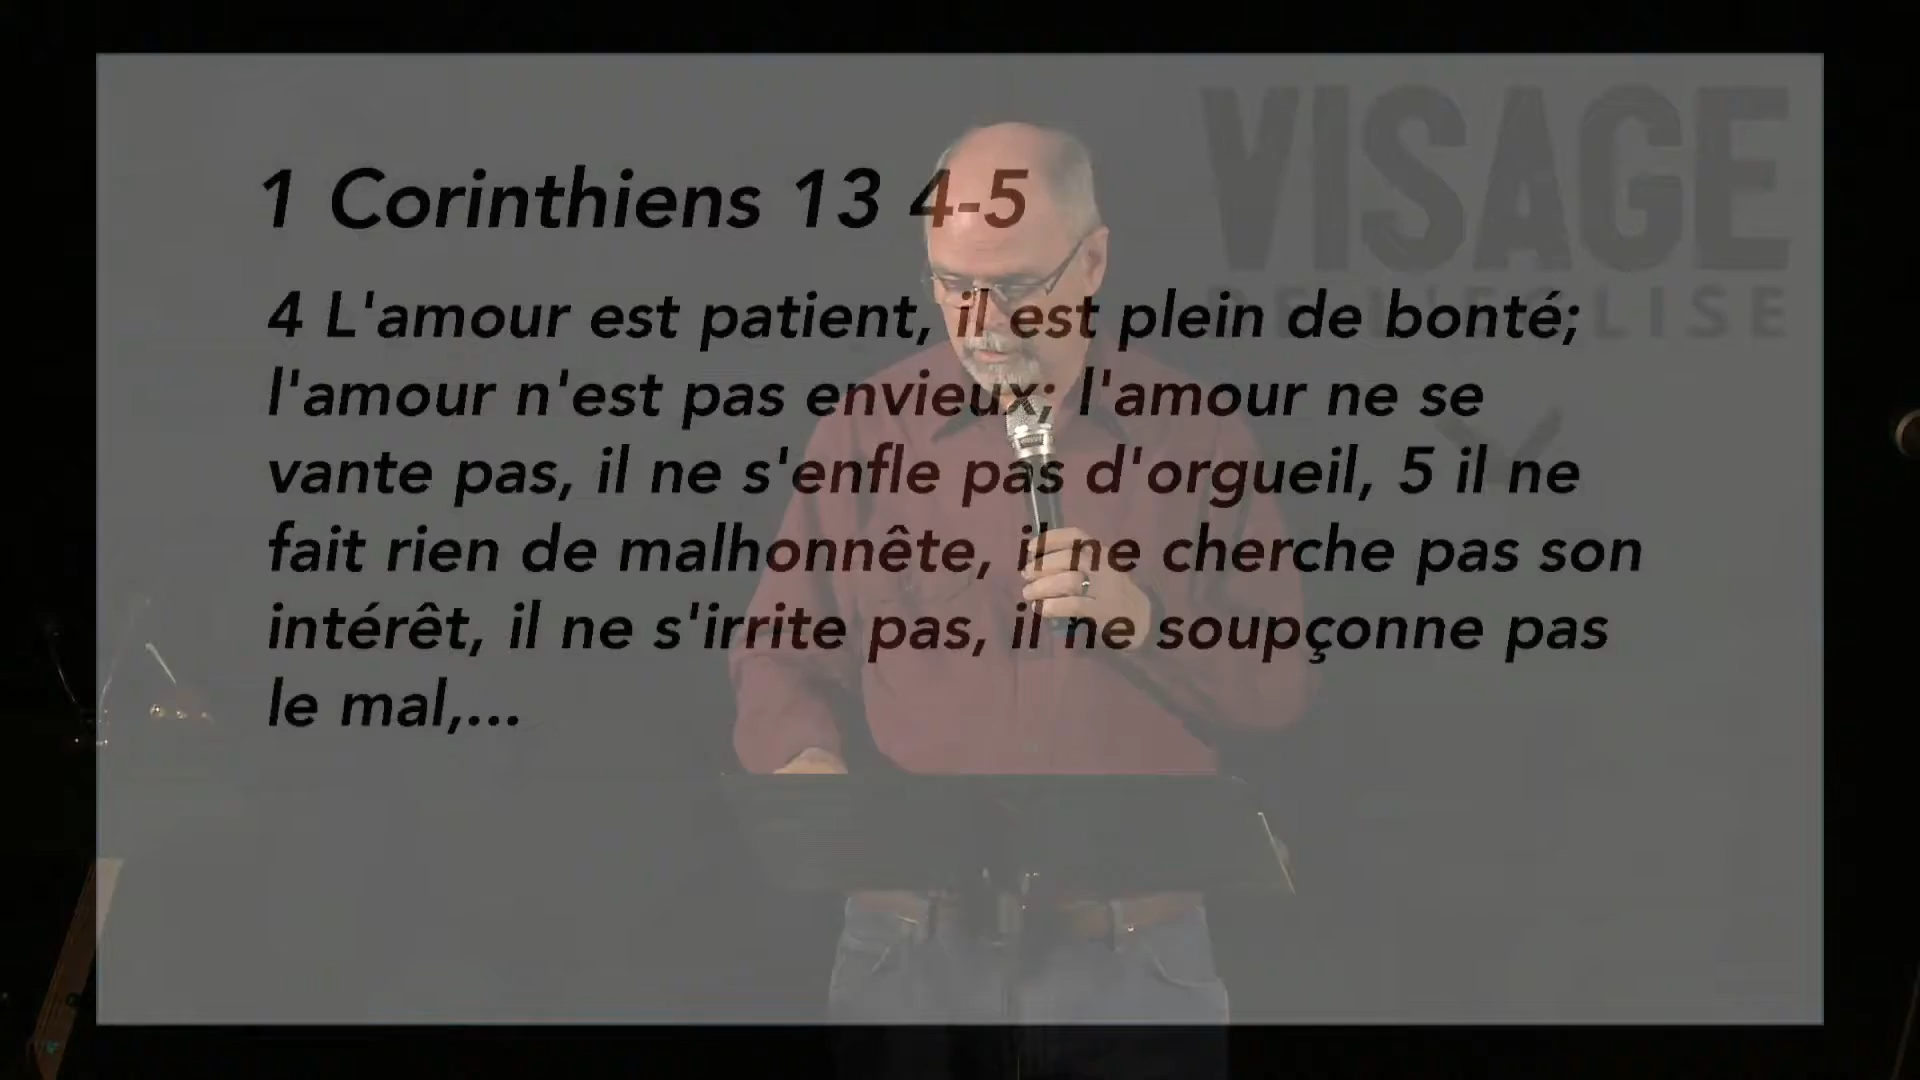 VISAGE
DE L'EGLISE
1 Corinthiens 13 4-5
4 L'amour est patient, il est plein de bonté;
l'amour n'est pas envieux; l'amour ne se
vante pas, il ne s'enfle pas d'orgueil, 5 il ne
fait rien de malhonnête, il ne cherche pas son
intérêt, il ne s'irrite pas, il ne soupçonne pas
le mal,...